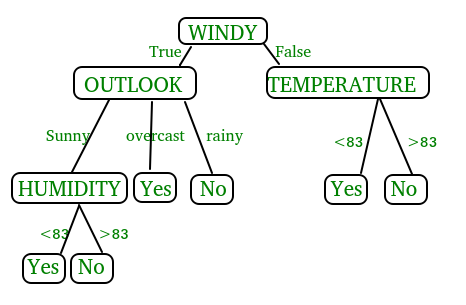 WINDY
True False
OUTLOOK TEMPERATURE
Sunny overcast rainy <83 >83
HUMIDITY Yes No Yes No
<83 >83
Yes No